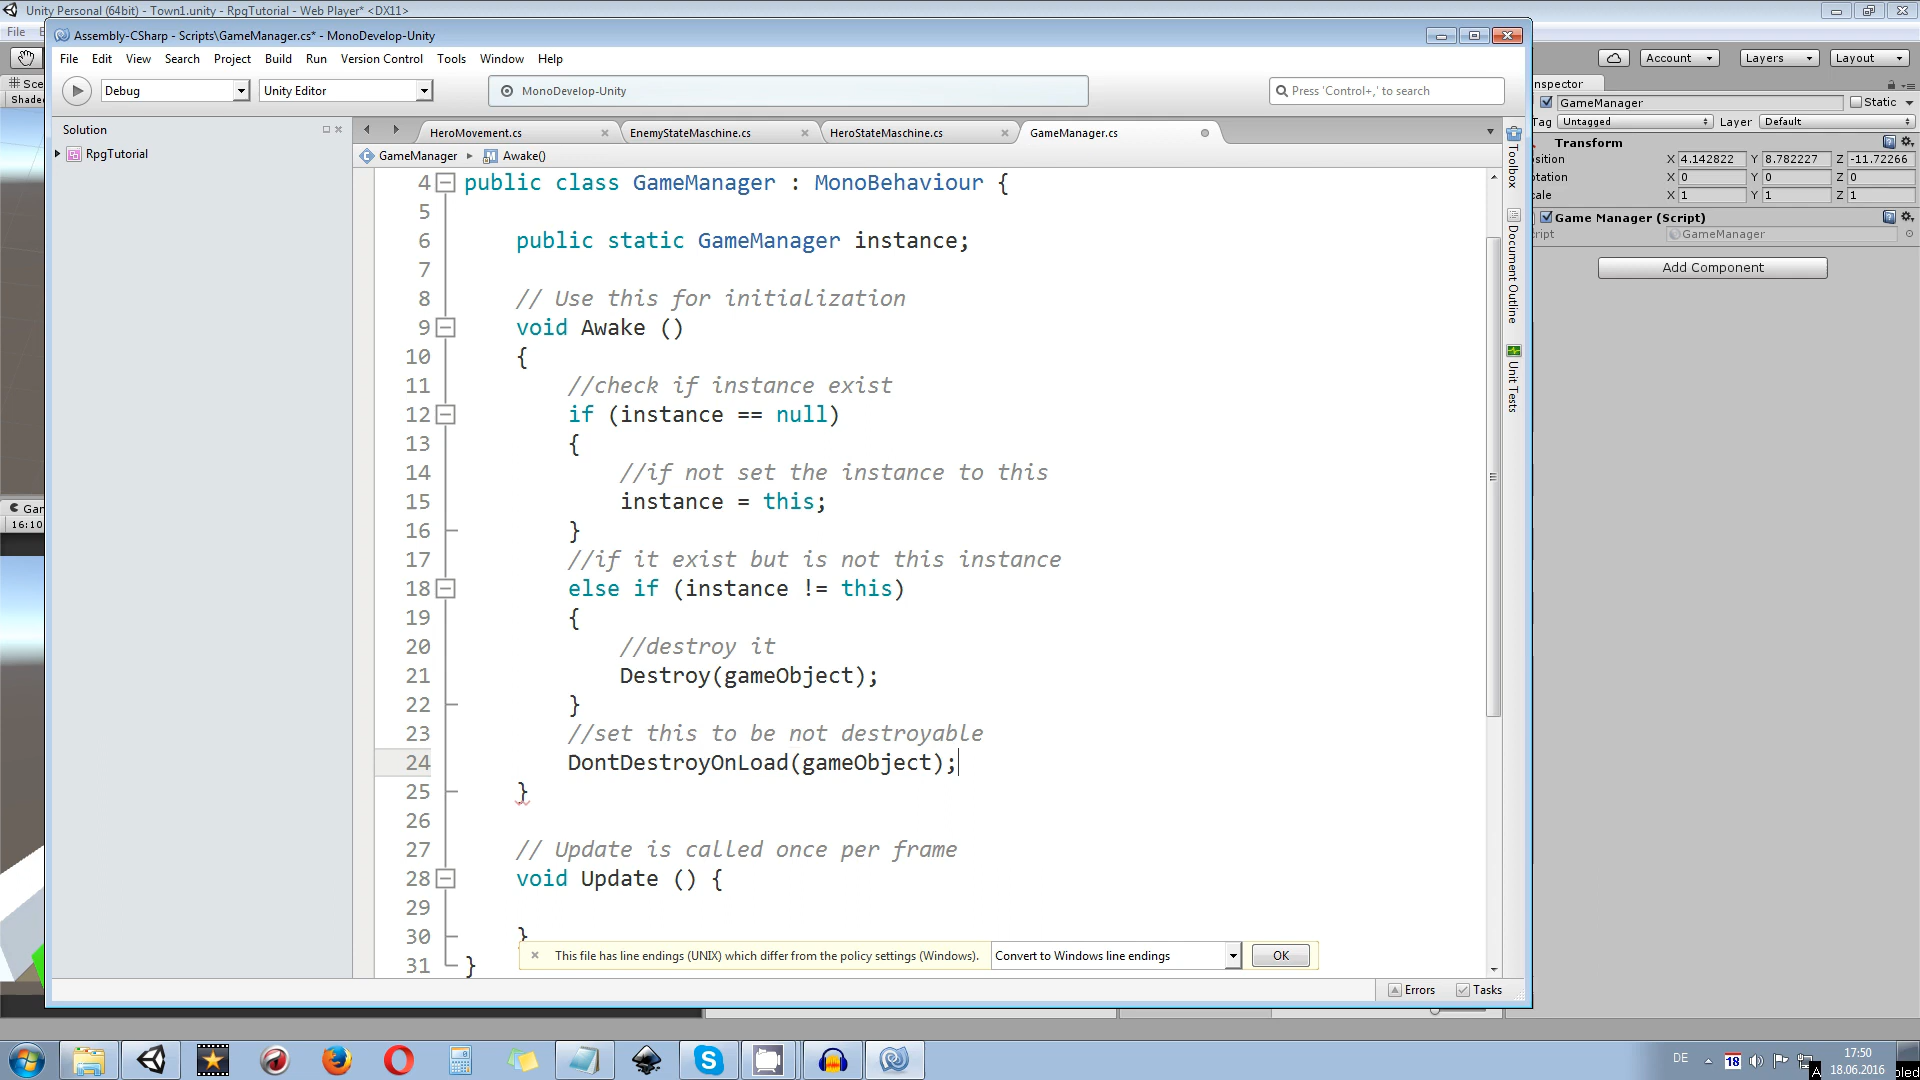 Unity Personal (64bit) - Town1.unity - RpgTutorial - Web Player* <DX11>
File
Assembly-CSharp - Scripts\GameManager.cs* - MonoDevelop-Unity
File Edit View Search Project Build Run Version Control Tools Window Help
Account Layers Layout
Debug Unity Editor MonoDevelop-Unity Press 'Control+,' to search
Solution
RpgTutorial
HeroMovement.cs EnemyStateMaschine.cs HeroStateMaschine.cs GameManager.cs
GameManager Awake()
4 public class GameManager : MonoBehaviour {
5
6 public static GameManager instance;
7
8 // Use this for initialization
9 void Awake ()
10 {
11 //check if instance exist
12 if (instance == null)
13 {
14 //if not set the instance to this
15 instance = this;
16 }
17 //if it exist but is not this instance
18 else if (instance != this)
19 {
20 //destroy it
21 Destroy(gameObject);
22 }
23 //set this to be not destroyable
24 DontDestroyOnLoad(gameObject);
25 }
26
27 // Update is called once per frame
28 void Update () {
29
30 }
31 }
This file has line endings (UNIX) which differ from the policy settings (Windows). Convert to Windows line endings OK
Errors Tasks
Toolbox
Document Outline
Unit Tests
Sce
Shade
Gar
16:10
nspector
GameManager Static
Tag Untagged Layer Default
Transform
osition X 4.142822 Y 8.782227 Z -11.72266
otation X 0 Y 0 Z 0
cale X 1 Y 1 Z 1
Game Manager (Script)
ript GameManager
Add Component
DE 18 17:50
18.06.2016